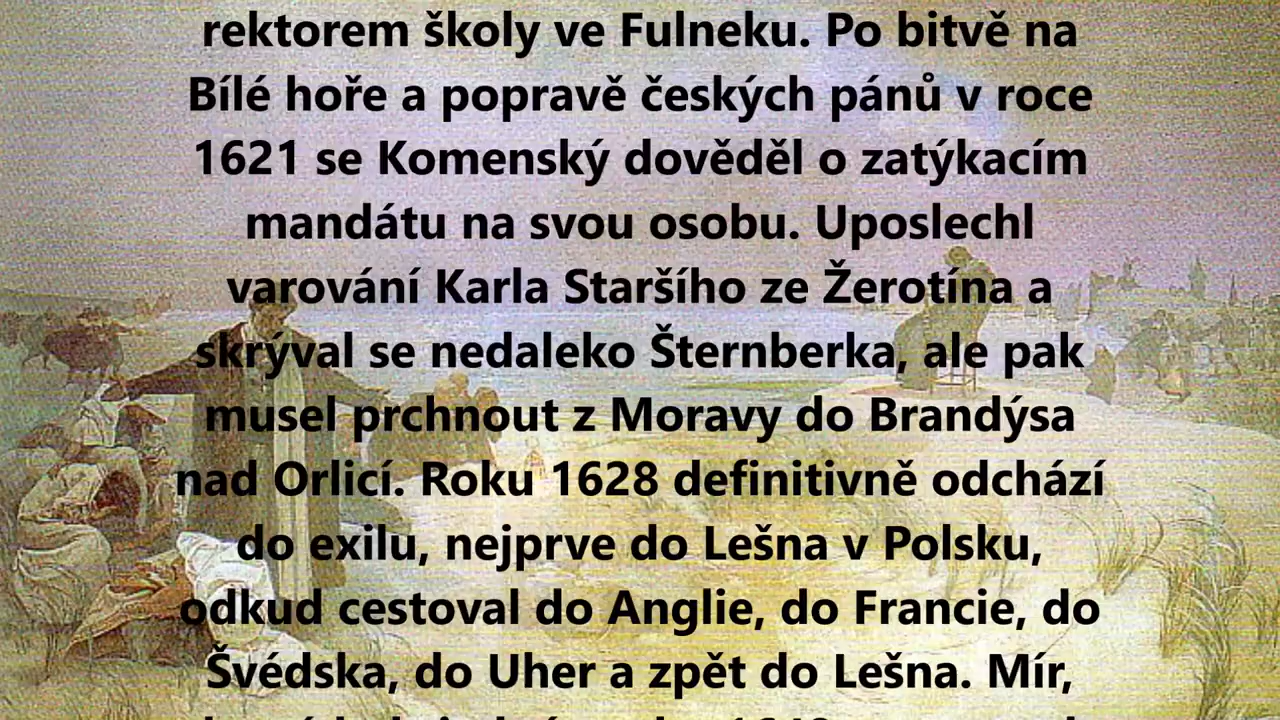 rektorem školy ve Fulneku. Po bitvě na
Bílé hoře a popravě českých pánů v roce
1621 se Komenský dověděl o zatýkacím
mandátu na svou osobu. Uposlechl
varování Karla Staršího ze Žerotína a
skrýval se nedaleko Šternberka, ale pak
musel prchnout z Moravy do Brandýsa
nad Orlicí. Roku 1628 definitivně odchází
do exilu, nejprve do Lešna v Polsku,
odkud cestoval do Anglie, do Francie, do
Švédska, do Uher a zpět do Lešna. Mír,